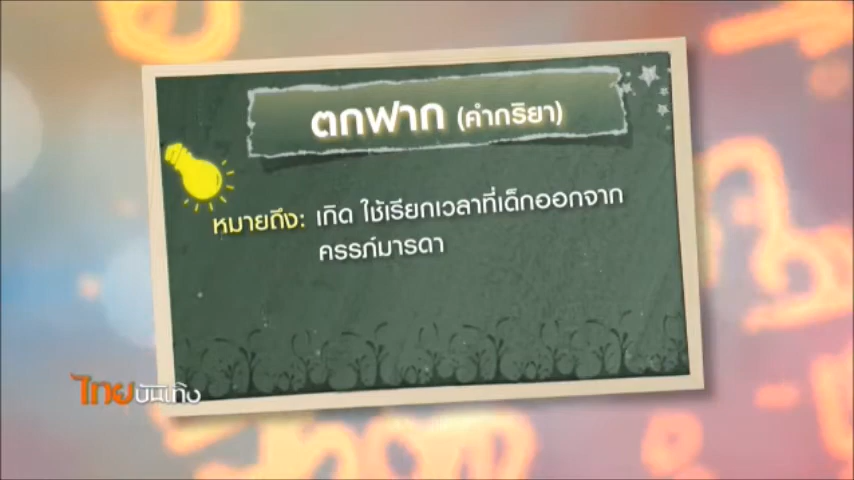 ตกฟาก (คำกริยา)
หมายถึง: เกิด ใช้เรียกเวลาที่เด็กออกจาก
ครรภ์มารดา
ไทยบันเทิง